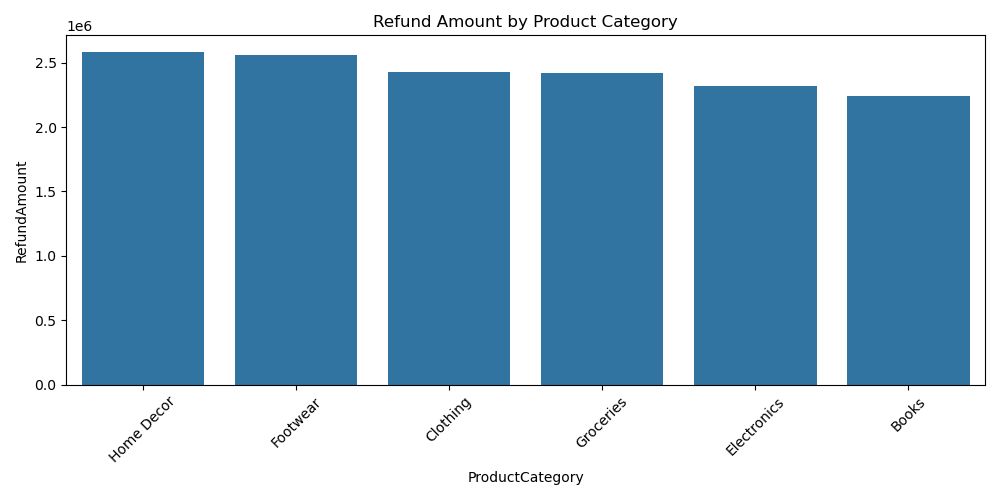 Refund Amount by Product Category
1e6
2.5
2.0
1.5
1.0
0.5
0.0
RefundAmount
Home Decor
Footwear
Clothing
Groceries
Electronics
Books
ProductCategory